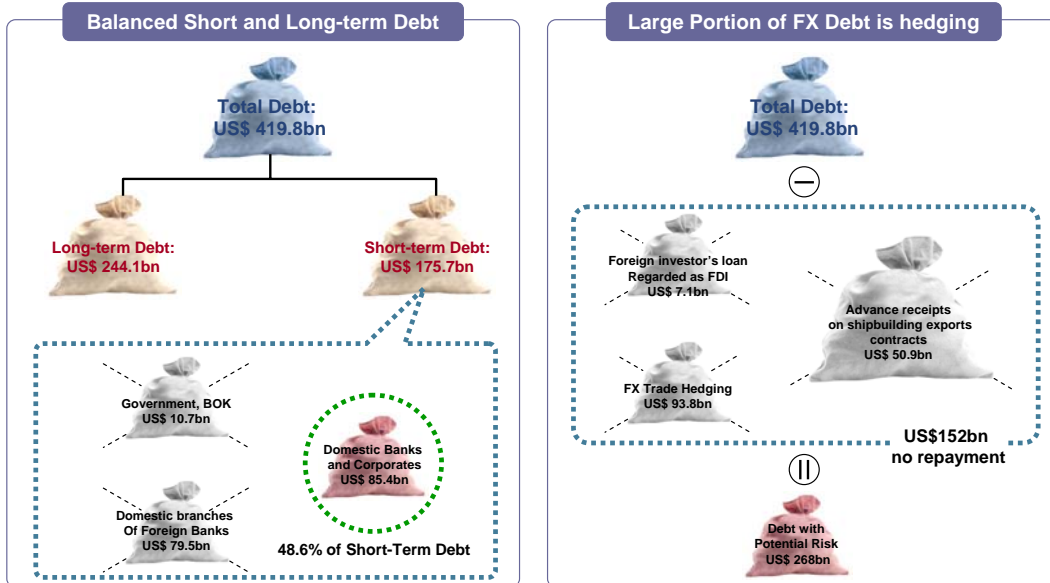 Balanced Short and Long-term Debt
Total Debt:
US$ 419.8bn
Long-term Debt:
US$ 244.1bn
Short-term Debt:
US$ 175.7bn
Government, BOK
US$ 10.7bn
Domestic Banks
and Corporates
US$ 85.4bn
Domestic branches
Of Foreign Banks
US$ 79.5bn
48.6% of Short-Term Debt
Large Portion of FX Debt is hedging
Total Debt:
US$ 419.8bn
Foreign investor's loan
Regarded as FDI
US$ 7.1bn
Advance receipts
on shipbuilding exports
contracts
US$ 50.9bn
FX Trade Hedging
US$ 93.8bn
US$152bn
no repayment
Debt with
Potential Risk
US$ 268bn